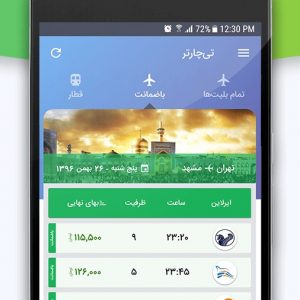 72% 12:30 PM
تی‌چارتر
تمام بلیت‌ها باضمانت قطار
تهران مشهد پنج شنبه - ۲۶ بهمن ۱۳۹۶
ایرلاین ساعت ظرفیت بهای نهایی
۲۳:۲۰ ۹ ۱۱۵,۵۰۰
۲۳:۴۵ ۵ ۱۲۶,۰۰۰